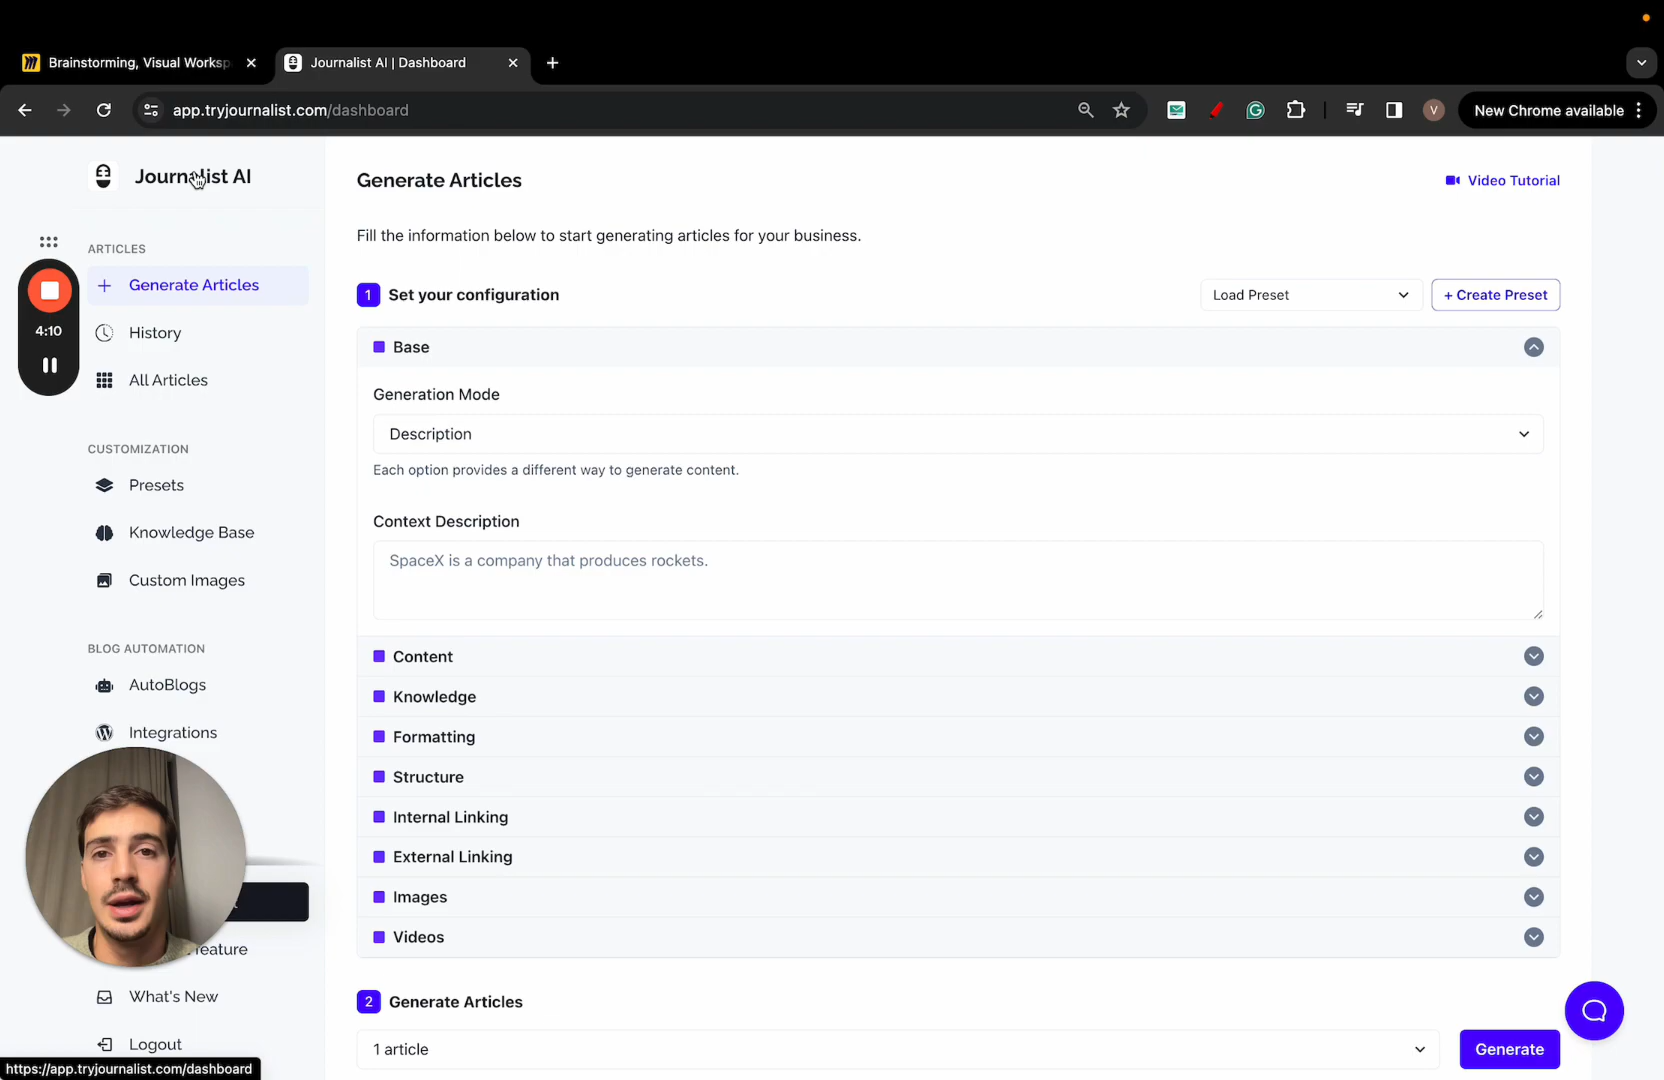 Brainstorming, Visual Worksp
Journalist AI | Dashboard
app.tryjournalist.com/dashboard
New Chrome available
Journalist AI
ARTICLES
Generate Articles
4:10
History
All Articles
CUSTOMIZATION
Presets
Knowledge Base
Custom Images
BLOG AUTOMATION
AutoBlogs
Integrations
feature
What's New
Logout
https://app.tryjournalist.com/dashboard
Generate Articles
Video Tutorial
Fill the information below to start generating articles for your business.
1 Set your configuration
Load Preset
+ Create Preset
Base
Generation Mode
Description
Each option provides a different way to generate content.
Context Description
SpaceX is a company that produces rockets.
Content
Knowledge
Formatting
Structure
Internal Linking
External Linking
Images
Videos
2 Generate Articles
1 article
Generate